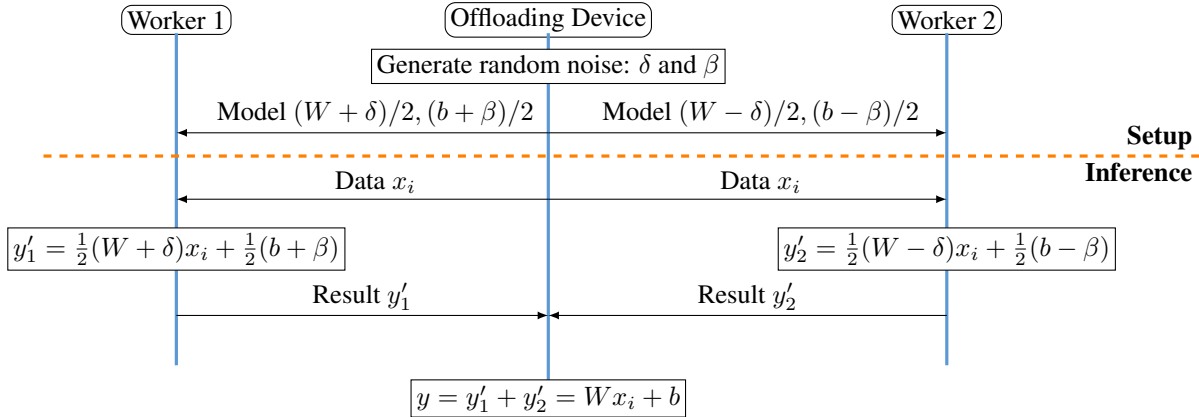 Worker 1
Offloading Device
Worker 2
Generate random noise: δ and β
Model (W + δ)/2, (b + β)/2
Model (W − δ)/2, (b − β)/2
Setup
Inference
Data x_i
Data x_i
y′_1 = 1/2(W + δ)x_i + 1/2(b + β)
y′_2 = 1/2(W − δ)x_i + 1/2(b − β)
Result y′_1
Result y′_2
y = y′_1 + y′_2 = Wx_i + b